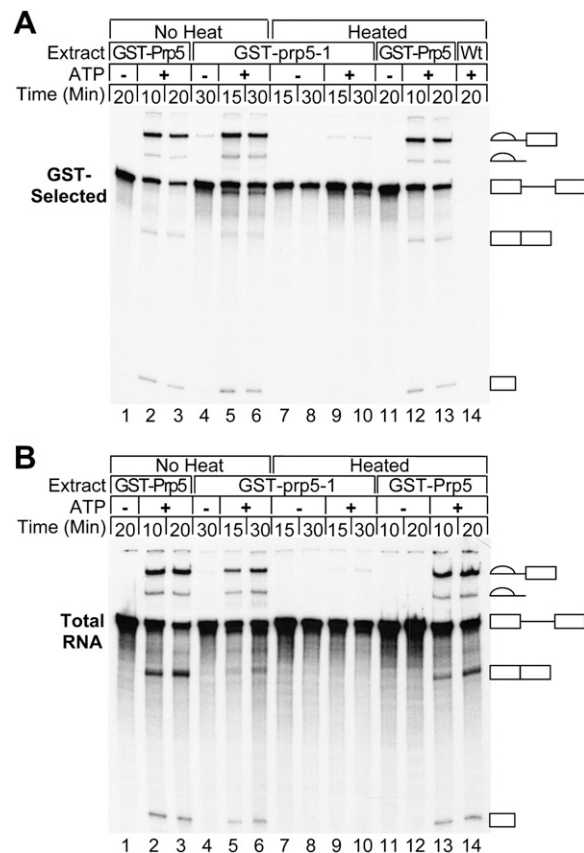 A
No Heat Heated
Extract GST-Prp5 GST-prp5-1 GST-Prp5 Wt
ATP - + - + - + - + +
Time (Min) 20 10 20 30 15 30 15 30 15 30 20 10 20 20
GST-
Selected
1 2 3 4 5 6 7 8 9 10 11 12 13 14
B
No Heat Heated
Extract GST-Prp5 GST-prp5-1 GST-Prp5
ATP - + - + - + - +
Time (Min) 20 10 20 30 15 30 15 30 15 30 10 20 10 20
Total
RNA
1 2 3 4 5 6 7 8 9 10 11 12 13 14